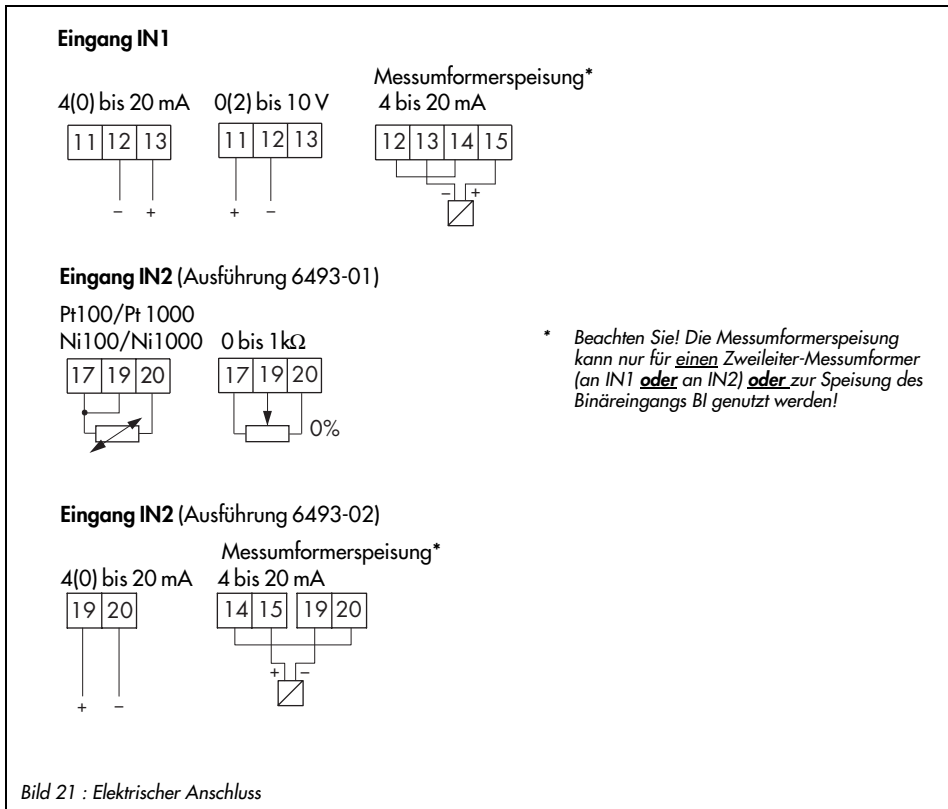 Eingang IN1
Messumformerspeisung*
4(0) bis 20 mA 0(2) bis 10 V 4 bis 20 mA
11 12 13 11 12 13 12 13 14 15
– + + – – +
Eingang IN2 (Ausführung 6493-01)
Pt100/Pt 1000
Ni100/Ni1000 0 bis 1kΩ
17 19 20 17 19 20
0%
* Beachten Sie! Die Messumformerspeisung
kann nur für einen Zweileiter-Messumformer
(an IN1 oder an IN2) oder zur Speisung des
Binäreingangs BI genutzt werden!
Eingang IN2 (Ausführung 6493-02)
Messumformerspeisung*
4(0) bis 20 mA 4 bis 20 mA
19 20 14 15 19 20
+ –
+ –
Bild 21 : Elektrischer Anschluss